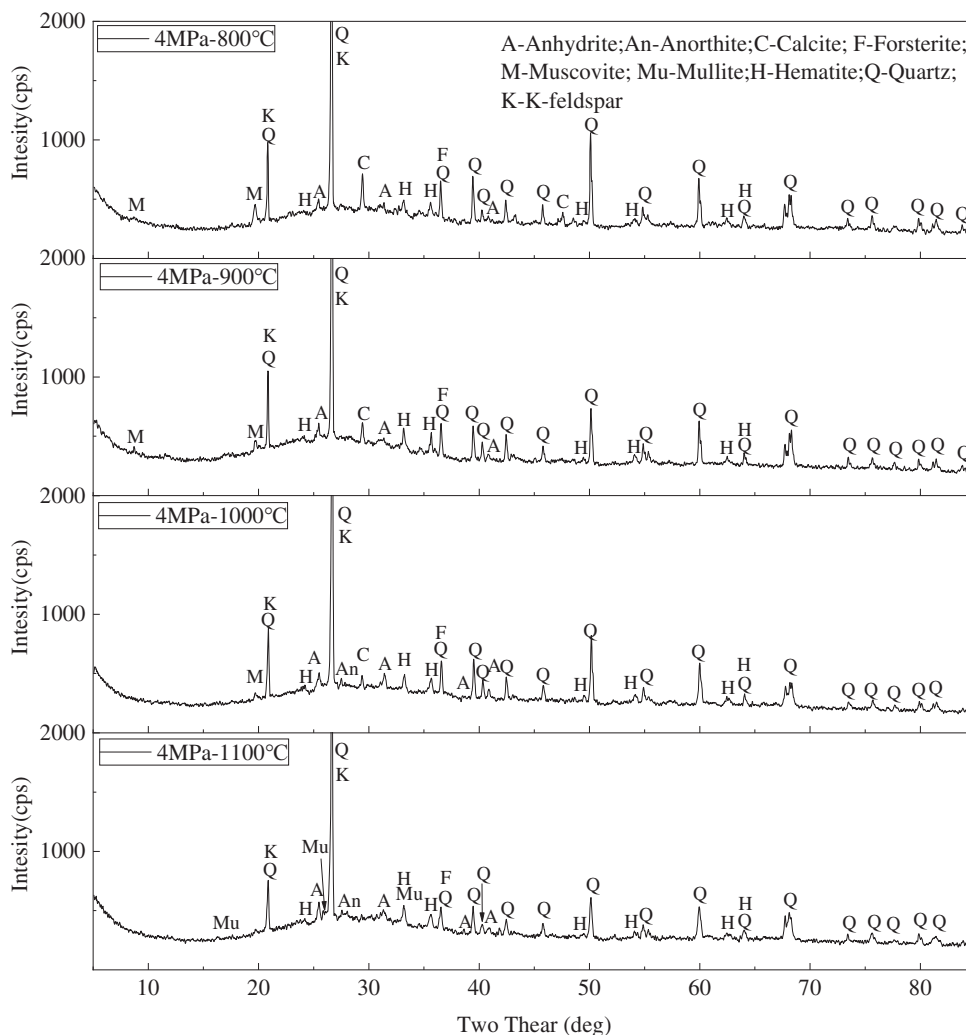 2000
4MPa-800℃
Q
K
A-Anhydrite;An-Anorthite;C-Calcite; F-Forsterite;
M-Muscovite; Mu-Mullite;H-Hematite;Q-Quartz;
K-K-feldspar
Intesity(cps)
1000
M M K Q H A C A H H F Q Q Q A Q Q C H Q H Q Q H H Q Q Q Q Q Q Q
2000
4MPa-900℃
Q
K
Intesity(cps)
1000
M M K Q H A C A H H F Q Q Q A Q Q H Q H Q Q H H Q Q Q Q Q Q Q Q
2000
4MPa-1000℃
Q
K
Intesity(cps)
1000
M K Q H A An C A H H F Q A Q Q A Q Q H Q H Q Q H H Q Q Q Q Q Q Q
2000
4MPa-1100℃
Q
K
Intesity(cps)
1000
Mu K Q H A Mu An A H Mu H F Q A Q Q A Q Q H Q H Q Q H H Q Q Q Q Q Q Q
10 20 30 40 50 60 70 80
Two Thear (deg)